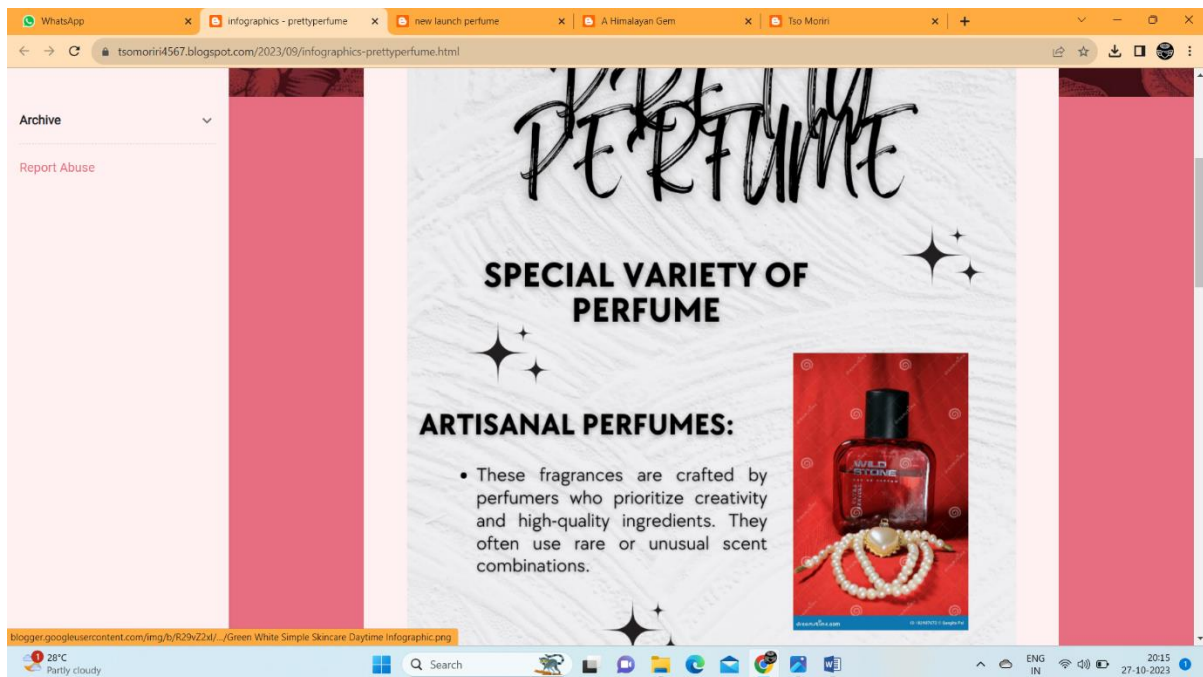 WhatsApp
infographics - prettyperfume
new launch perfume
A Himalayan Gem
Tso Moriri
tsomoriri4567.blogspot.com/2023/09/infographics-prettyperfume.html
Archive
Report Abuse
PERFUME
SPECIAL VARIETY OF
PERFUME
ARTISANAL PERFUMES:
• These fragrances are crafted by
perfumers who prioritize creativity
and high-quality ingredients. They
often use rare or unusual scent
combinations.
WILD
STONE
dreamstime.com
blogger.googleusercontent.com/img/b/R29vZ2xl/.../Green White Simple Skincare Daytime Infographic.png
1
28°C
Partly cloudy
Search
ENG
IN
20:15
27-10-2023
1